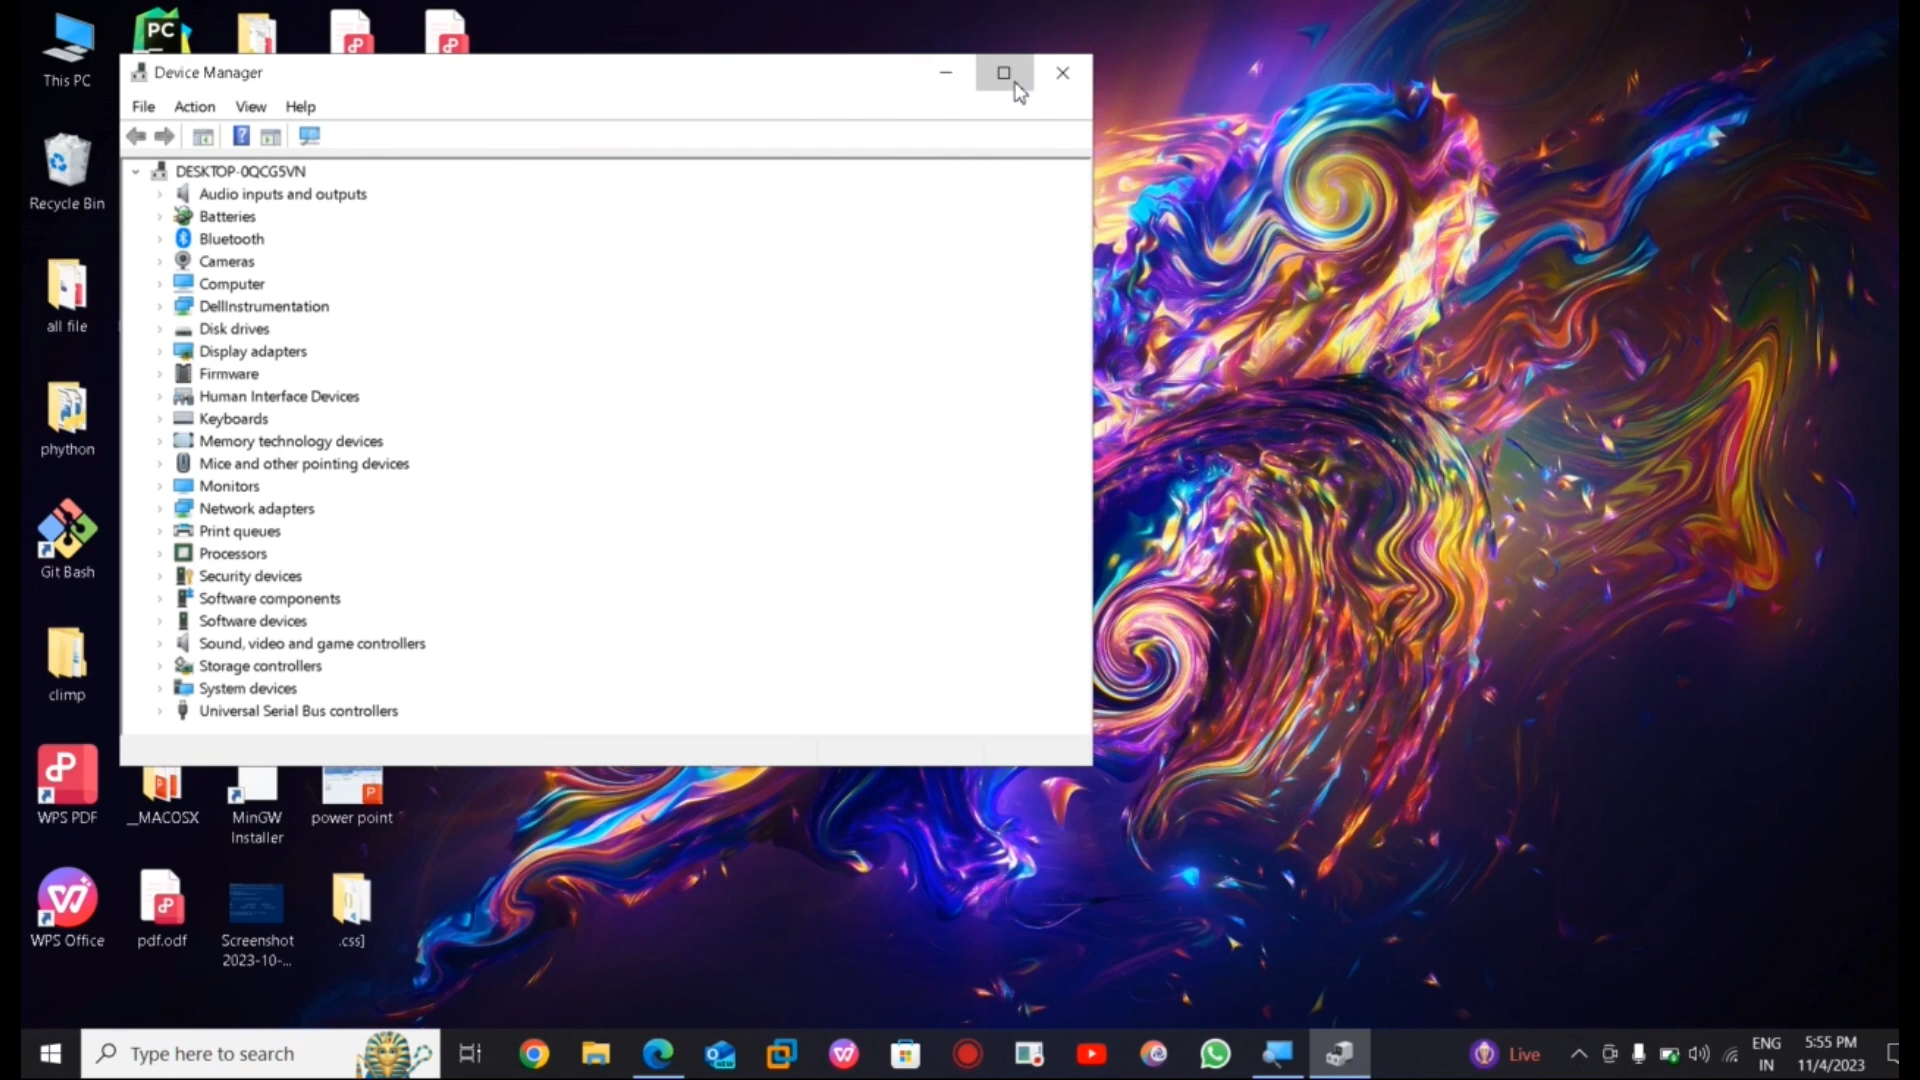 PC
This PC
Recycle Bin
all file
phython
Git Bash
climp
WPS PDF
WPS Office
Device Manager
File Action View Help
DESKTOP-0QCG5VN
Audio inputs and outputs
Batteries
Bluetooth
Cameras
Computer
DellInstrumentation
Disk drives
Display adapters
Firmware
Human Interface Devices
Keyboards
Memory technology devices
Mice and other pointing devices
Monitors
Network adapters
Print queues
Processors
Security devices
Software components
Software devices
Sound, video and game controllers
Storage controllers
System devices
Universal Serial Bus controllers
__MACOSX
MinGW
Installer
power point
pdf.odf
Screenshot
2023-10-...
.css]
Type here to search
NEW
Live
ENG
IN
5:55 PM
11/4/2023